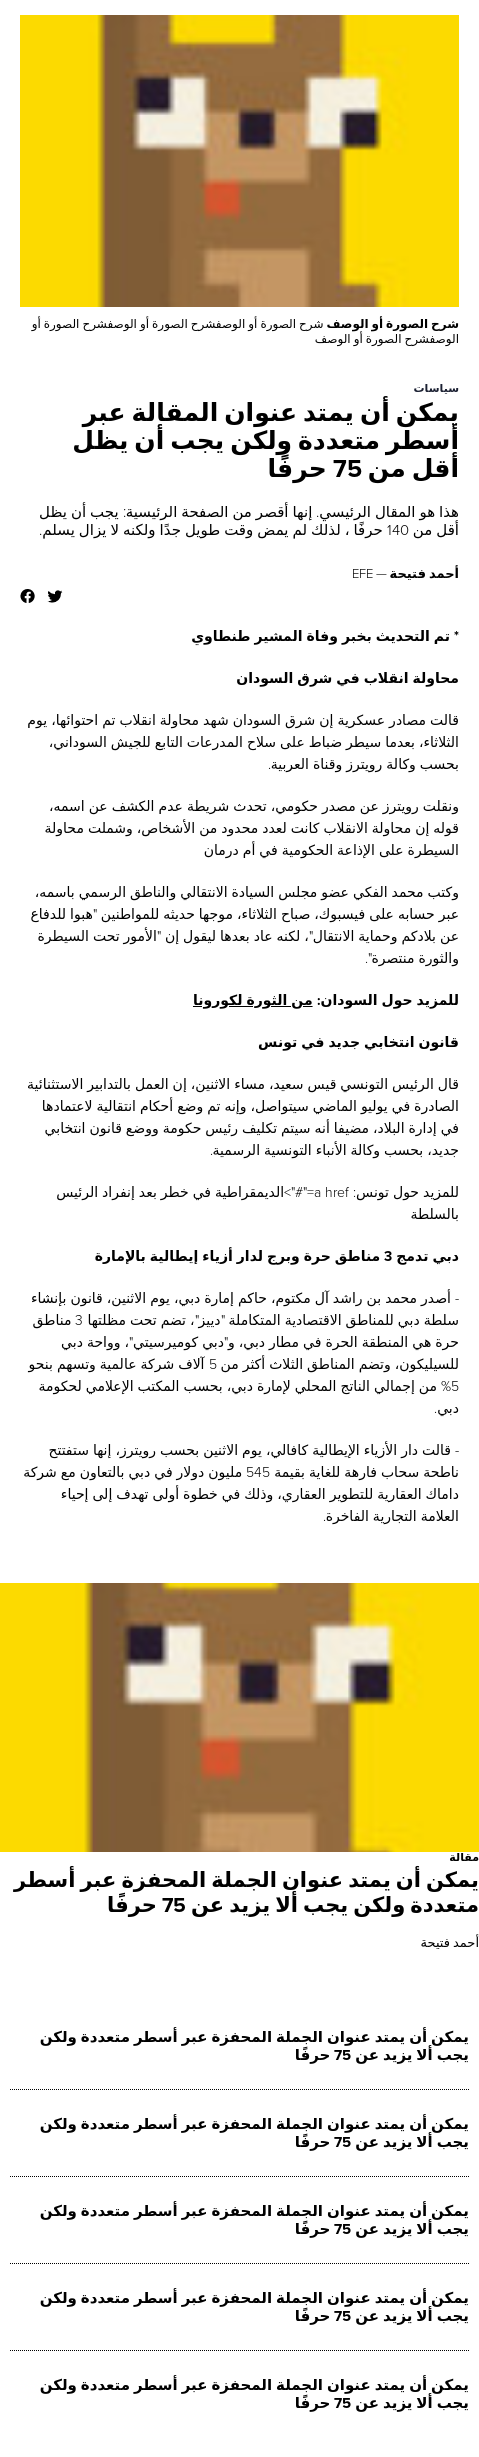 شرح الصورة أو الوصف شرح الصورة أو الوصفشرح الصورة أو الوصفشرح الصورة أو
الوصفشرح الصورة أو الوصف
سياسات
يمكن أن يمتد عنوان المقالة عبر
أسطر متعددة ولكن يجب أن يظل
أقل من 75 حرفًا
هذا هو المقال الرئيسي. إنها أقصر من الصفحة الرئيسية: يجب أن يظل
أقل من 140 حرفًا ، لذلك لم يمض وقت طويل جدًا ولكنه لا يزال يسلم.
أحمد فتيحة — EFE
* تم التحديث بخبر وفاة المشير طنطاوي
محاولة انقلاب في شرق السودان
قالت مصادر عسكرية إن شرق السودان شهد محاولة انقلاب تم احتوائها، يوم
الثلاثاء، بعدما سيطر ضباط على سلاح المدرعات التابع للجيش السوداني،
بحسب وكالة رويترز وقناة العربية.
ونقلت رويترز عن مصدر حكومي، تحدث شريطة عدم الكشف عن اسمه،
قوله إن محاولة الانقلاب كانت لعدد محدود من الأشخاص، وشملت محاولة
السيطرة على الإذاعة الحكومية في أم درمان
وكتب محمد الفكي عضو مجلس السيادة الانتقالي والناطق الرسمي باسمه،
عبر حسابه على فيسبوك، صباح الثلاثاء، موجها حديثه للمواطنين "هبوا للدفاع
عن بلادكم وحماية الانتقال"، لكنه عاد بعدها ليقول إن "الأمور تحت السيطرة
والثورة منتصرة".
للمزيد حول السودان: من الثورة لكورونا
قانون انتخابي جديد في تونس
قال الرئيس التونسي قيس سعيد، مساء الاثنين، إن العمل بالتدابير الاستثنائية
الصادرة في يوليو الماضي سيتواصل، وإنه تم وضع أحكام انتقالية لاعتمادها
في إدارة البلاد، مضيفا أنه سيتم تكليف رئيس حكومة ووضع قانون انتخابي
جديد، بحسب وكالة الأنباء التونسية الرسمية.
للمزيد حول تونس: a href="#">الديمقراطية في خطر بعد إنفراد الرئيس
بالسلطة
دبي تدمج 3 مناطق حرة وبرج لدار أزياء إيطالية بالإمارة
- أصدر محمد بن راشد آل مكتوم، حاكم إمارة دبي، يوم الاثنين، قانون بإنشاء
سلطة دبي للمناطق الاقتصادية المتكاملة "دييز"، تضم تحت مظلتها 3 مناطق
حرة هي المنطقة الحرة في مطار دبي، و"دبي كوميرسيتي"، وواحة دبي
للسيليكون، وتضم المناطق الثلاث أكثر من 5 آلاف شركة عالمية وتسهم بنحو
5% من إجمالي الناتج المحلي لإمارة دبي، بحسب المكتب الإعلامي لحكومة
دبي.
- قالت دار الأزياء الإيطالية كافالي، يوم الاثنين بحسب رويترز، إنها ستفتتح
ناطحة سحاب فارهة للغاية بقيمة 545 مليون دولار في دبي بالتعاون مع شركة
داماك العقارية للتطوير العقاري، وذلك في خطوة أولى تهدف إلى إحياء
العلامة التجارية الفاخرة.
مقالة
يمكن أن يمتد عنوان الجملة المحفزة عبر أسطر
متعددة ولكن يجب ألا يزيد عن 75 حرفًا
أحمد فتيحة
يمكن أن يمتد عنوان الجملة المحفزة عبر أسطر متعددة ولكن
يجب ألا يزيد عن 75 حرفًا
يمكن أن يمتد عنوان الجملة المحفزة عبر أسطر متعددة ولكن
يجب ألا يزيد عن 75 حرفًا
يمكن أن يمتد عنوان الجملة المحفزة عبر أسطر متعددة ولكن
يجب ألا يزيد عن 75 حرفًا
يمكن أن يمتد عنوان الجملة المحفزة عبر أسطر متعددة ولكن
يجب ألا يزيد عن 75 حرفًا
يمكن أن يمتد عنوان الجملة المحفزة عبر أسطر متعددة ولكن
يجب ألا يزيد عن 75 حرفًا